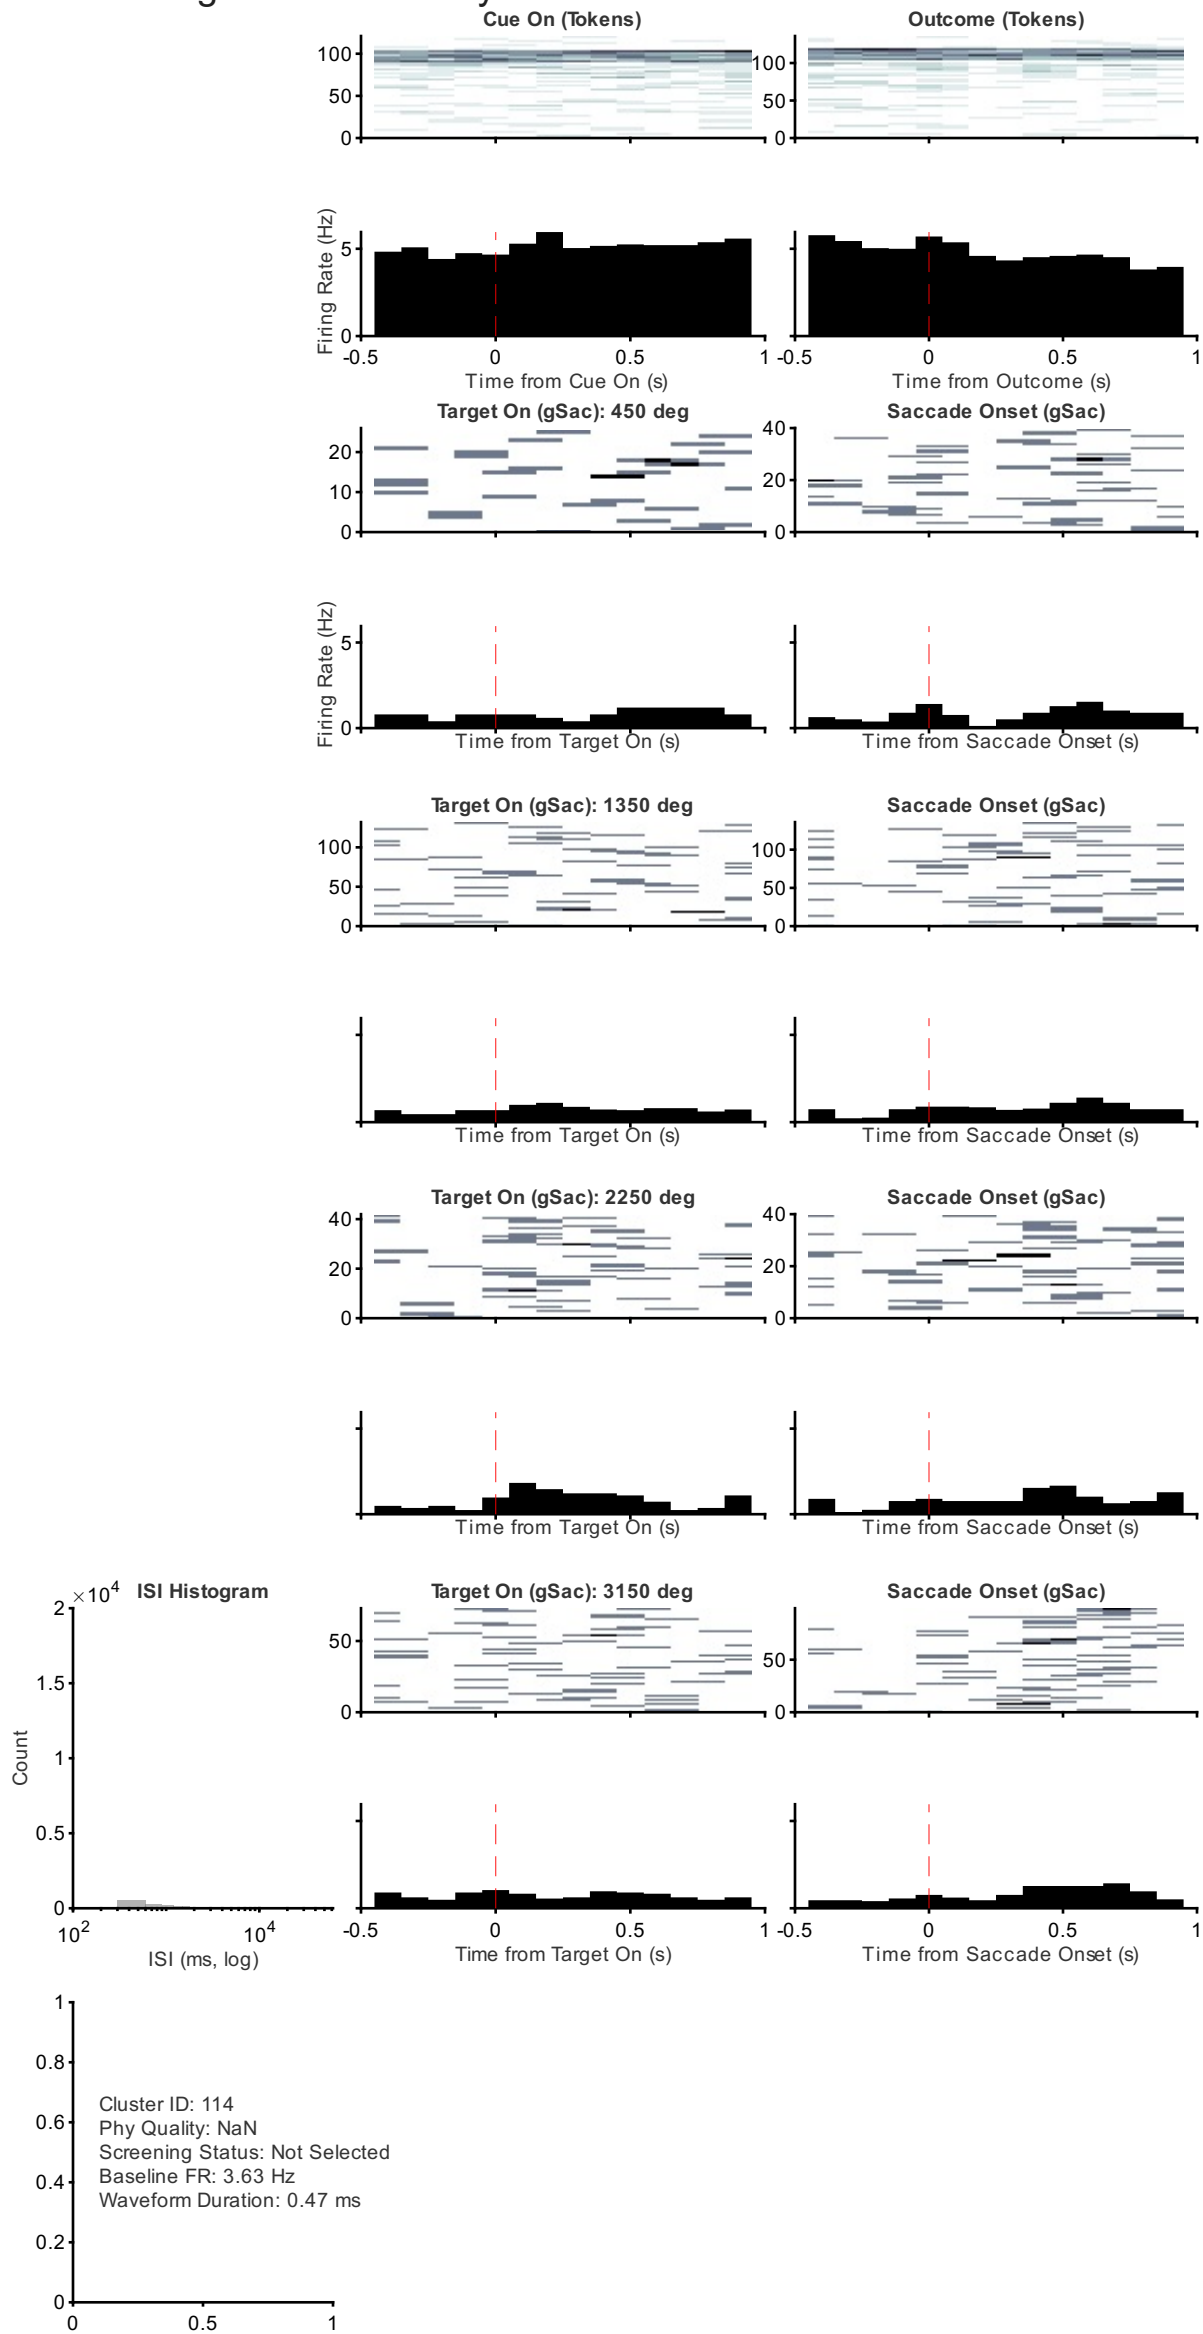 Cue On (Tokens)
Outcome (Tokens)
100
50
0
100
50
0
Firing Rate (Hz)
5
0
-0.5
0
0.5
1
-0.5
0
0.5
1
Time from Cue On (s)
Time from Outcome (s)
Target On (gSac): 450 deg
Saccade Onset (gSac)
20
10
0
40
20
0
Firing Rate (Hz)
5
0
Time from Target On (s)
Time from Saccade Onset (s)
Target On (gSac): 1350 deg
Saccade Onset (gSac)
100
50
0
100
50
0
Time from Target On (s)
Time from Saccade Onset (s)
Target On (gSac): 2250 deg
Saccade Onset (gSac)
40
20
0
40
20
0
Time from Target On (s)
Time from Saccade Onset (s)
×10⁴
ISI Histogram
Target On (gSac): 3150 deg
Saccade Onset (gSac)
2
1.5
1
0.5
0
Count
50
0
50
0
10²
10⁴
ISI (ms, log)
-0.5
0
0.5
1
-0.5
0
0.5
1
Time from Target On (s)
Time from Saccade Onset (s)
1
0.8
0.6
0.4
0.2
0
Cluster ID: 114
Phy Quality: NaN
Screening Status: Not Selected
Baseline FR: 3.63 Hz
Waveform Duration: 0.47 ms
0
0.5
1